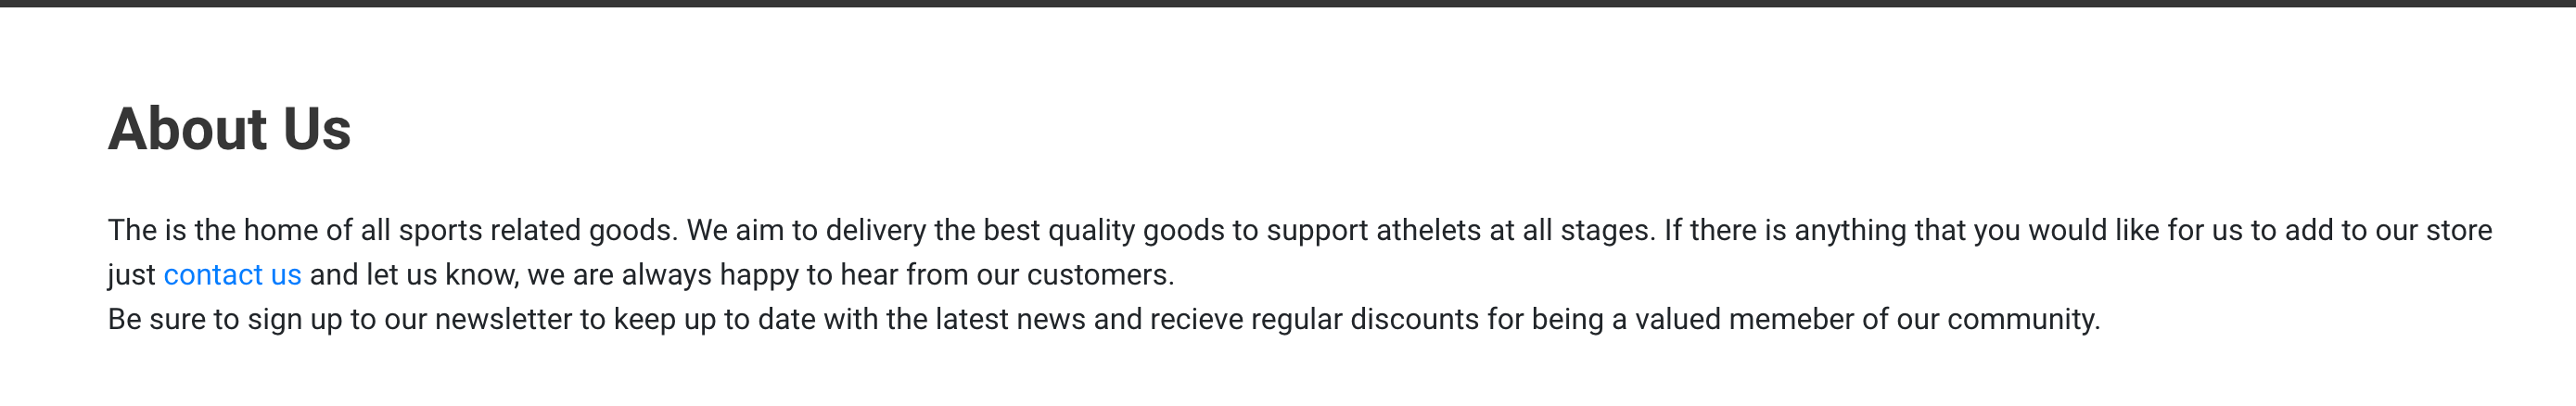 About Us
The is the home of all sports related goods. We aim to delivery the best quality goods to support athelets at all stages. If there is anything that you would like for us to add to our store
just contact us and let us know, we are always happy to hear from our customers.
Be sure to sign up to our newsletter to keep up to date with the latest news and recieve regular discounts for being a valued memeber of our community.